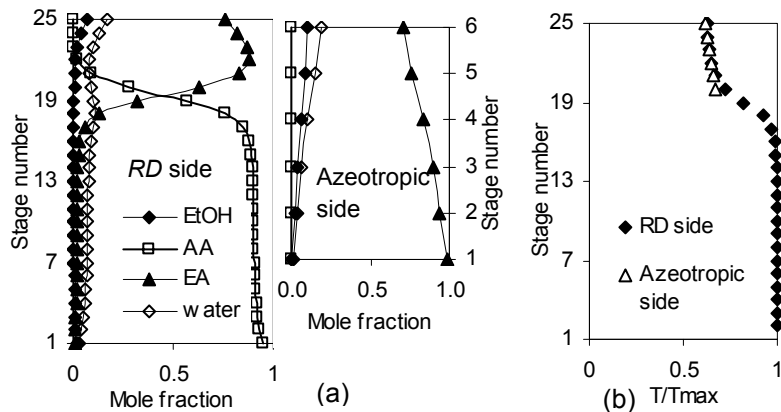 25
19
13
7
1
Stage number
RD side
EtOH
AA
EA
water
0
0.5
1
Mole fraction
(a)
6
5
4
3
2
1
Stage number
Azeotropic
side
0.0
0.5
1.0
Mole fraction
25
19
13
7
1
Stage number
RD side
Azeotropic
side
0
0.5
1
(b)
T/Tmax